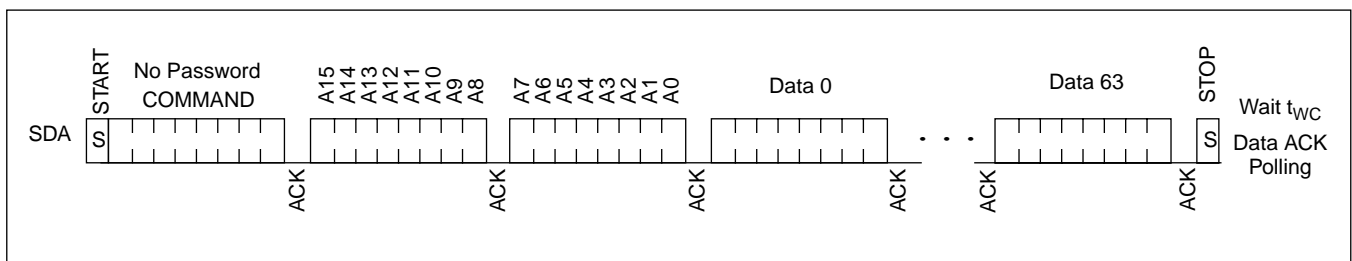 START
No Password
COMMAND
A15
A14
A13
A12
A11
A10
A9
A8
A7
A6
A5
A4
A3
A2
A1
A0
Data 0
Data 63
STOP
Wait tWC
SDA
S
. . .
S
Data ACK
Polling
ACK
ACK
ACK
ACK
ACK
ACK